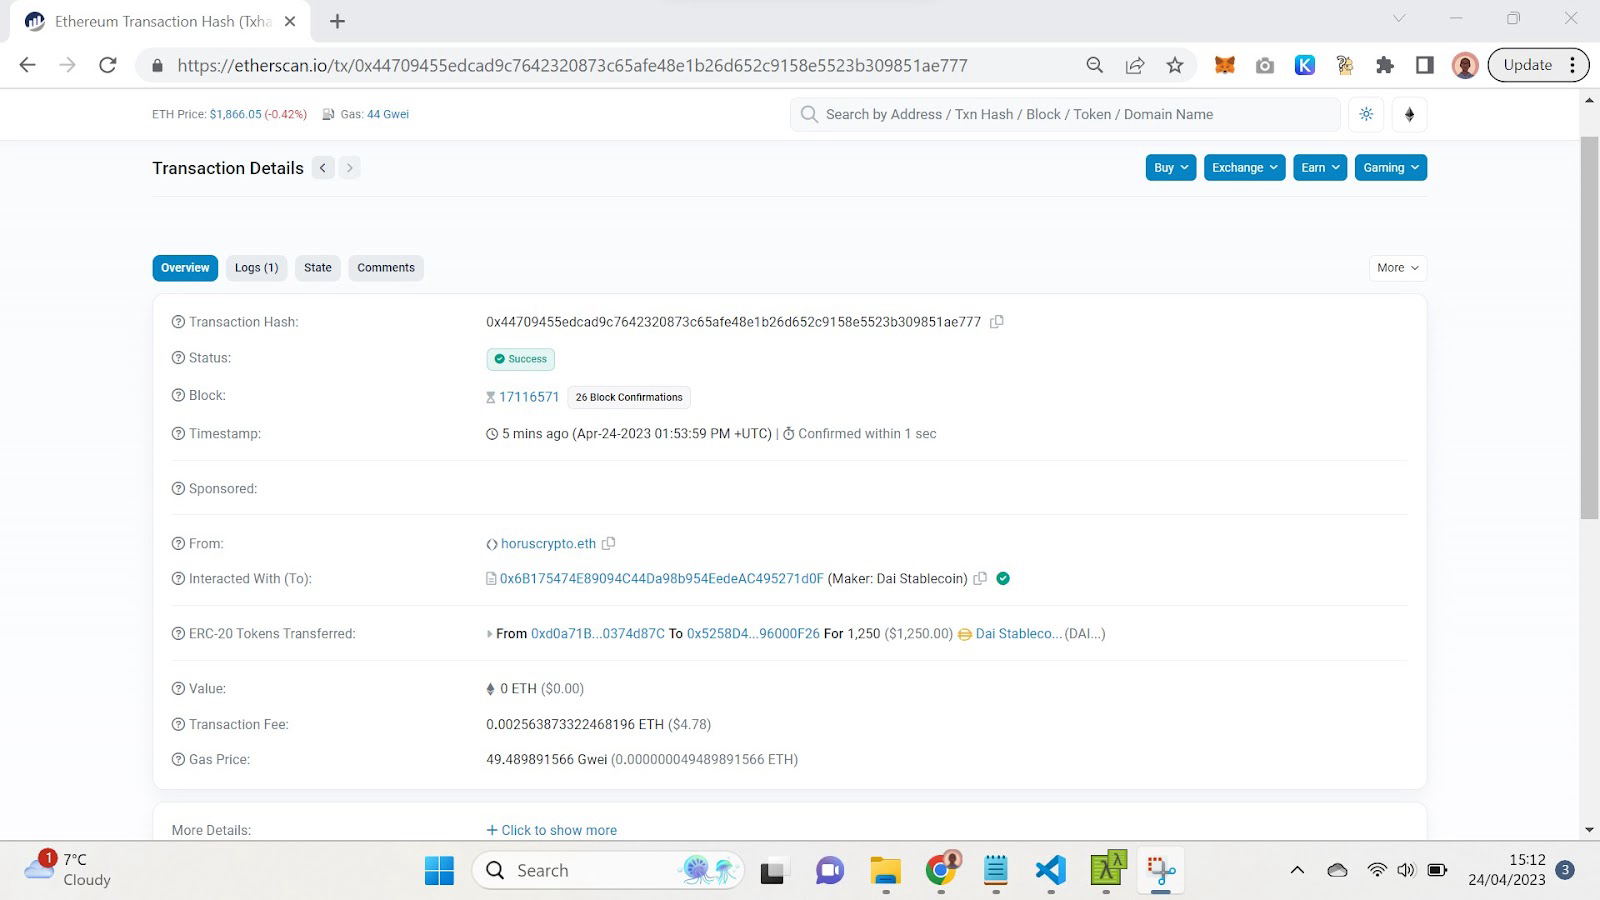 Ethereum Transaction Hash (Txha
https://etherscan.io/tx/0x44709455edcad9c7642320873c65afe48e1b26d652c9158e5523b309851ae777
K
Update
ETH Price: $1,866.05 (-0.42%) Gas: 44 Gwei
Search by Address / Txn Hash / Block / Token / Domain Name
Transaction Details
Buy Exchange Earn Gaming
Overview Logs (1) State Comments
More
Transaction Hash: 0x44709455edcad9c7642320873c65afe48e1b26d652c9158e5523b309851ae777
Status: Success
Block: 17116571 26 Block Confirmations
Timestamp: 5 mins ago (Apr-24-2023 01:53:59 PM +UTC) | Confirmed within 1 sec
Sponsored:
From: horuscrypto.eth
Interacted With (To): 0x6B175474E89094C44Da98b954EedeAC495271d0F (Maker: Dai Stablecoin)
ERC-20 Tokens Transferred: From 0xd0a71B...0374d87C To 0x5258D4...96000F26 For 1,250 ($1,250.00) Dai Stableco... (DAI...)
Value: 0 ETH ($0.00)
Transaction Fee: 0.002563873322468196 ETH ($4.78)
Gas Price: 49.489891566 Gwei (0.000000049489891566 ETH)
More Details: + Click to show more
1
7°C
Cloudy
Search
15:12
24/04/2023
3